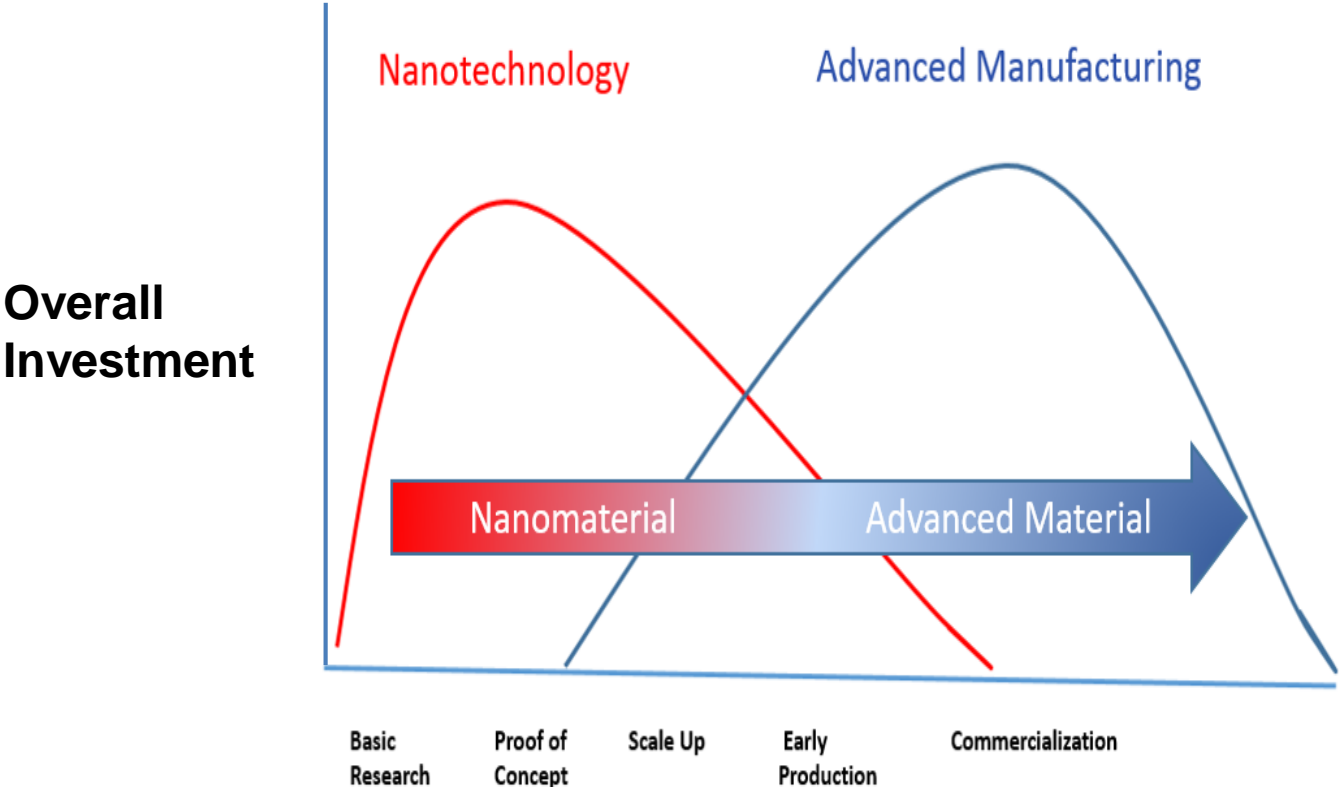 Nanotechnology
Advanced Manufacturing
Overall
Investment
Nanomaterial
Advanced Material
Basic
Research
Proof of
Concept
Scale Up
Early
Production
Commercialization